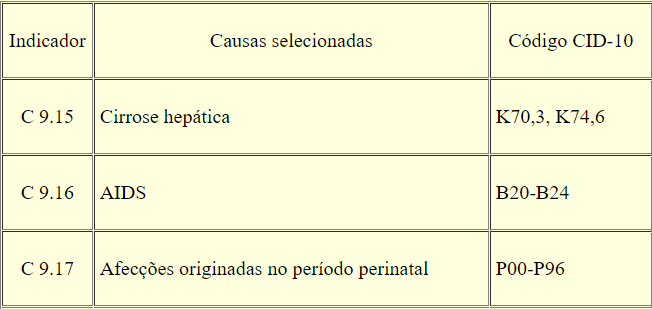 Indicador Causas selecionadas Código CID-10
C 9.15 Cirrose hepática K70,3, K74,6
C 9.16 AIDS B20-B24
C 9.17 Afecções originadas no período perinatal P00-P96